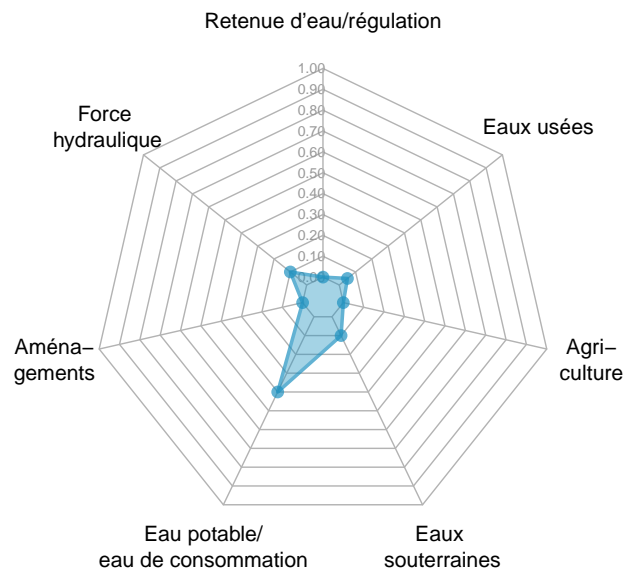 Retenue d'eau/régulation
1.00
0.90
0.80
0.70
0.60
0.50
0.40
0.30
0.20
0.10
Force
hydraulique
Eaux usées
Aména–
gements
Agri–
culture
Eau potable/
eau de consommation
Eaux
souterraines